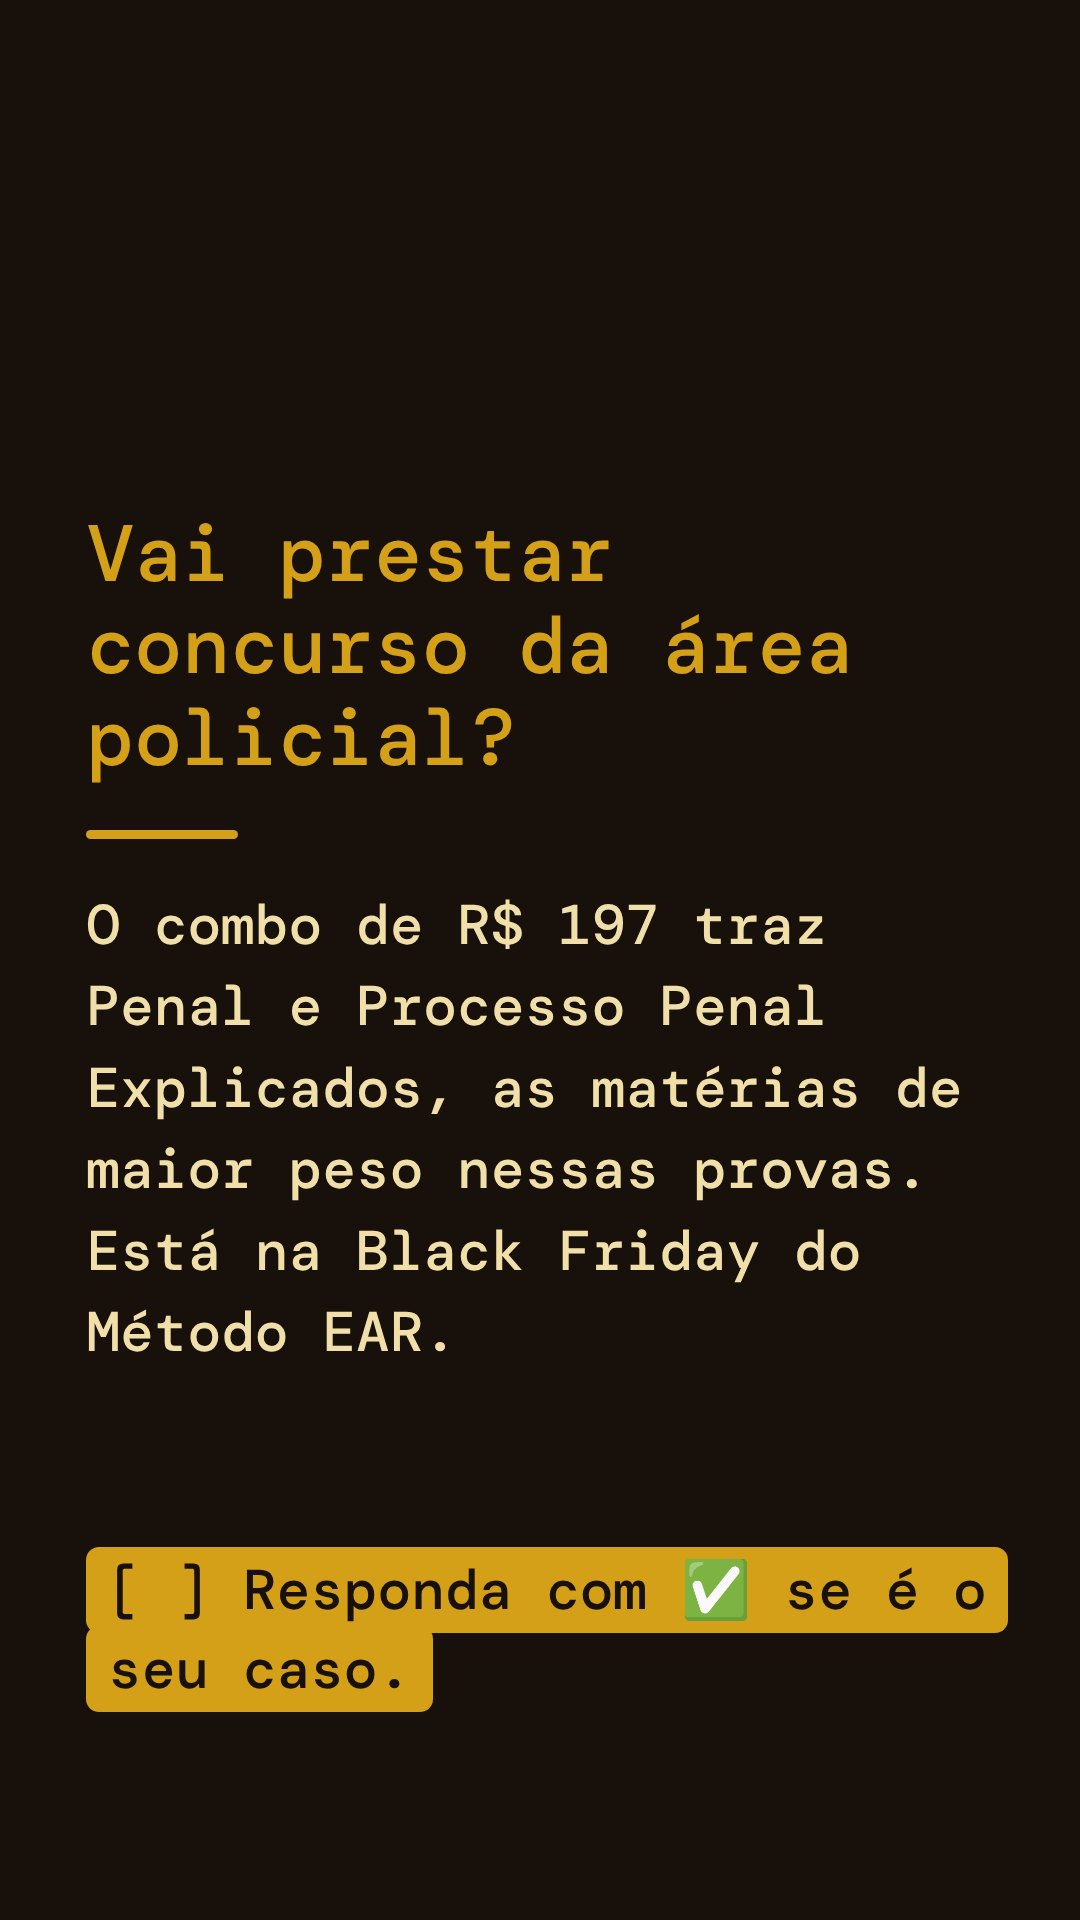 Vai prestar
concurso da área
policial?
O combo de R$ 197 traz
Penal e Processo Penal
Explicados, as matérias de
maior peso nessas provas.
Está na Black Friday do
Método EAR.
[ ] Responda com ✅ se é o
seu caso.